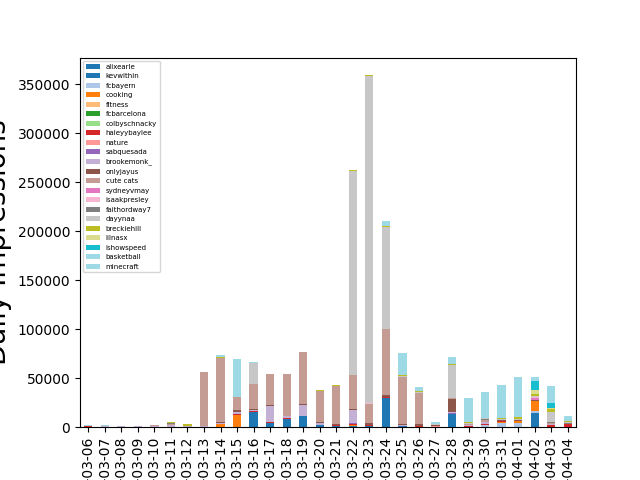 Daily Impressions
350000
300000
250000
200000
150000
100000
50000
0
alixearle
kevwithin
fcbayern
cooking
fitness
fcbarcelona
colbyschnacky
haleyybaylee
nature
sabquesada
brookemonk_
onlyjayus
cute cats
sydneyvmay
isaakpresley
faithordway7
dayynaa
breckiehill
llinasx
ishowspeed
basketball
minecraft
03-06
03-07
03-08
03-09
03-10
03-11
03-12
03-13
03-14
03-15
03-16
03-17
03-18
03-19
03-20
03-21
03-22
03-23
03-24
03-25
03-26
03-27
03-28
03-29
03-30
03-31
04-01
04-02
04-03
04-04